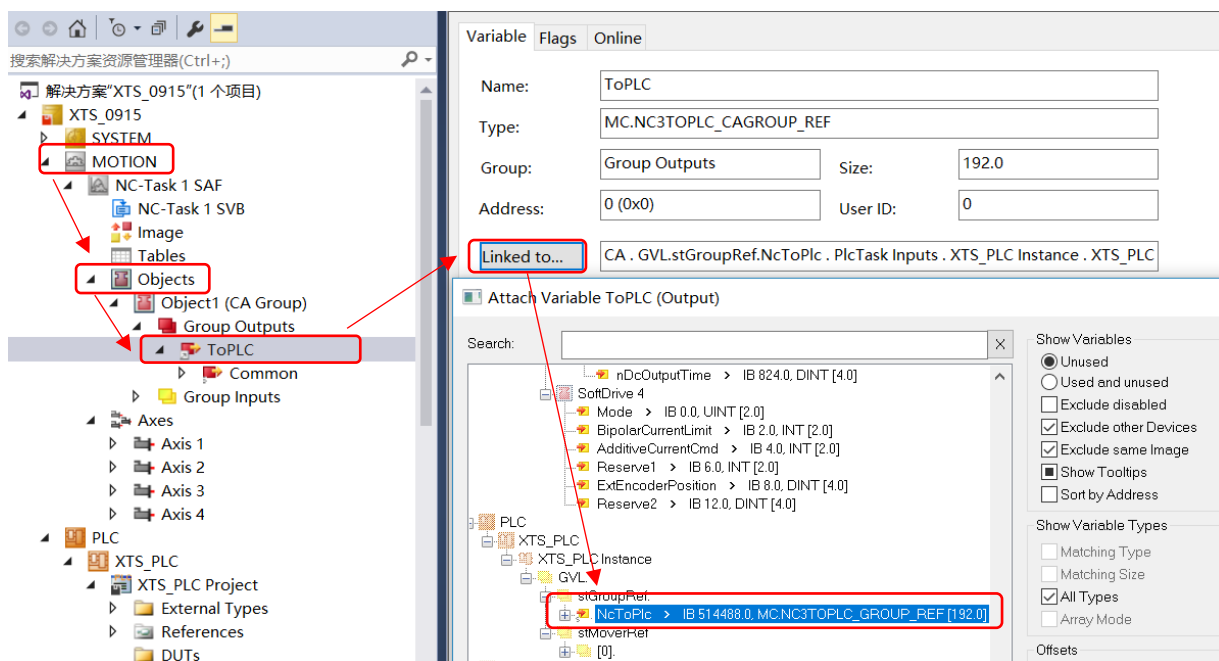 搜索解决方案资源管理器(Ctrl+;)
解决方案"XTS_0915"(1 个项目)
XTS_0915
SYSTEM
MOTION
NC-Task 1 SAF
NC-Task 1 SVB
Image
Tables
Objects
Object1 (CA Group)
Group Outputs
ToPLC
Common
Group Inputs
Axes
Axis 1
Axis 2
Axis 3
Axis 4
PLC
XTS_PLC
XTS_PLC Project
External Types
References
DUTs
Variable Flags Online
Name: ToPLC
Type: MC.NC3TOPLC_CAGROUP_REF
Group: Group Outputs Size: 192.0
Address: 0 (0x0) User ID: 0
Linked to... CA . GVL.stGroupRef.NcToPlc . PlcTask Inputs . XTS_PLC Instance . XTS_PLC
Attach Variable ToPLC (Output)
Search:
nDcOutputTime > IB 824.0, DINT [4.0]
SoftDrive 4
Mode > IB 0.0, UINT [2.0]
BipolarCurrentLimit > IB 2.0, INT [2.0]
AdditiveCurrentCmd > IB 4.0, INT [2.0]
Reserve1 > IB 6.0, INT [2.0]
ExtEncoderPosition > IB 8.0, DINT [4.0]
Reserve2 > IB 12.0, DINT [4.0]
PLC
XTS_PLC
XTS_PLC Instance
GVL.
stGroupRef.
NcToPlc > IB 514488.0, MC.NC3TOPLC_GROUP_REF [192.0]
stMoverRef
[0].
Show Variables
Unused
Used and unused
Exclude disabled
Exclude other Devices
Exclude same Image
Show Tooltips
Sort by Address
Show Variable Types
Matching Type
Matching Size
All Types
Array Mode
Offsets